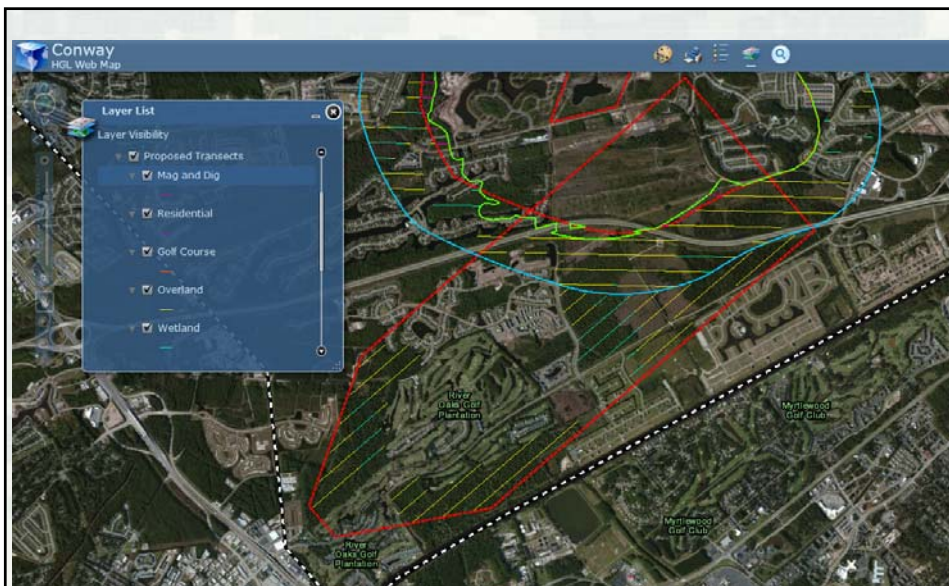 Conway
HGL Web Map
Layer List
Layer Visibility
Proposed Transects
Mag and Dig
Residential
Golf Course
Overland
Wetland
River
Oaks Golf
Plantation
Myrtlewood
Golf Club
Myrtlewood
Golf Club
River
Oaks Golf
Plantation